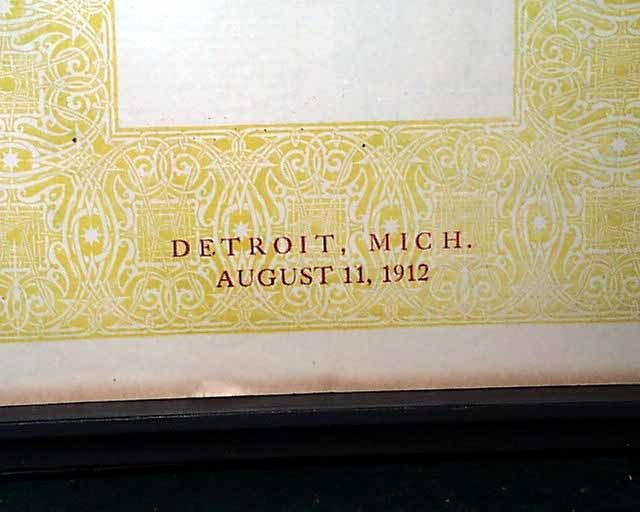 DETROIT, MICH.
AUGUST 11, 1912